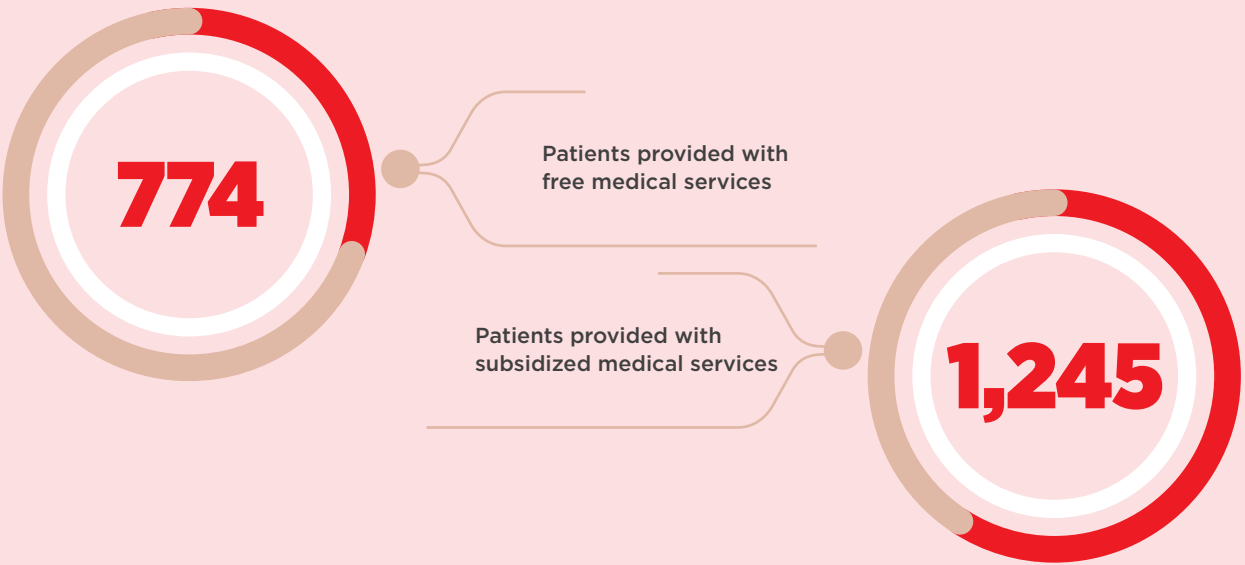 774
Patients provided with
free medical services
Patients provided with
subsidized medical services
1,245